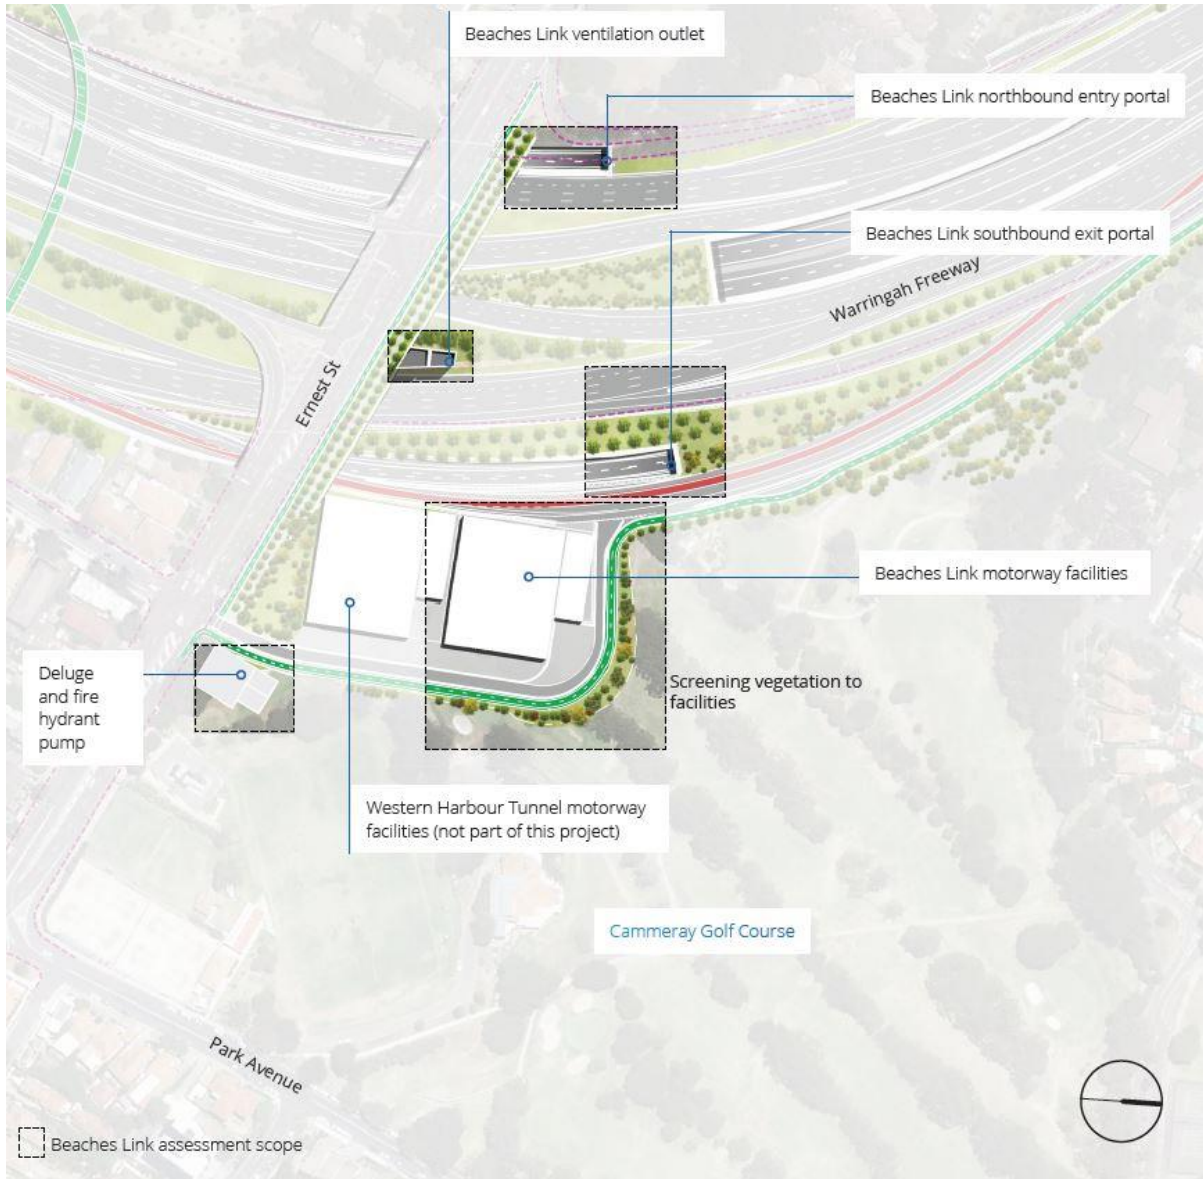 Beaches Link ventilation outlet
Beaches Link northbound entry portal
Beaches Link southbound exit portal
Warringah Freeway
Ernest St
Beaches Link motorway facilities
Deluge
and fire
hydrant
pump
Screening vegetation to
facilities
Western Harbour Tunnel motorway
facilities (not part of this project)
Cammeray Golf Course
Park Avenue
Beaches Link assessment scope